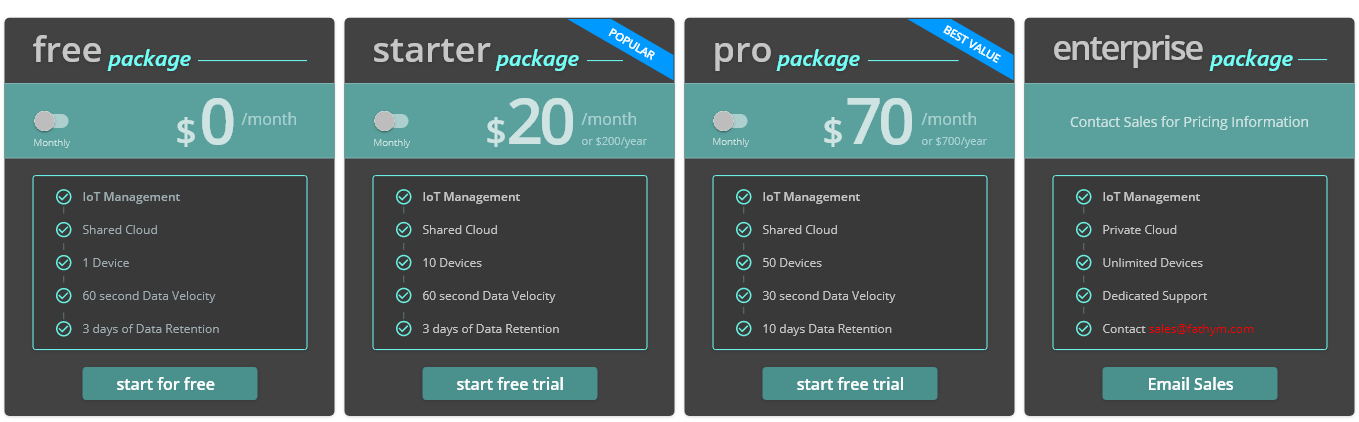 free package
Monthly
$0 /month
IoT Management
Shared Cloud
1 Device
60 second Data Velocity
3 days of Data Retention
start for free
starter package
POPULAR
Monthly
$20 /month
or $200/year
IoT Management
Shared Cloud
10 Devices
60 second Data Velocity
3 days of Data Retention
start free trial
pro package
BEST VALUE
Monthly
$70 /month
or $700/year
IoT Management
Shared Cloud
50 Devices
30 second Data Velocity
10 days Data Retention
start free trial
enterprise package
Contact Sales for Pricing Information
IoT Management
Private Cloud
Unlimited Devices
Dedicated Support
Contact sales@fathym.com
Email Sales